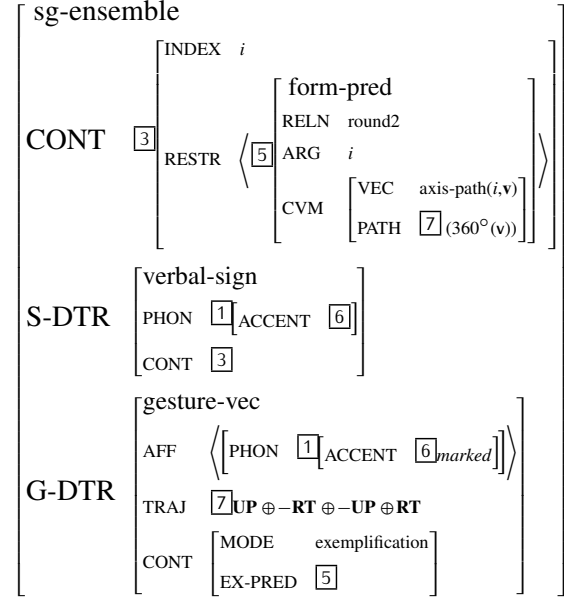 sg-ensemble
INDEX i
form-pred
RELN round2
CONT 3 RESTR ⟨ 5 ARG i ⟩
VEC axis-path(i,v)
CVM
PATH 7 (360°(v))
verbal-sign
S-DTR PHON 1 [ACCENT 6]
CONT 3
gesture-vec
AFF ⟨[PHON 1 [ACCENT 6 marked]]⟩
G-DTR TRAJ 7 UP ⊕−RT ⊕−UP ⊕RT
MODE exemplification
CONT
EX-PRED 5